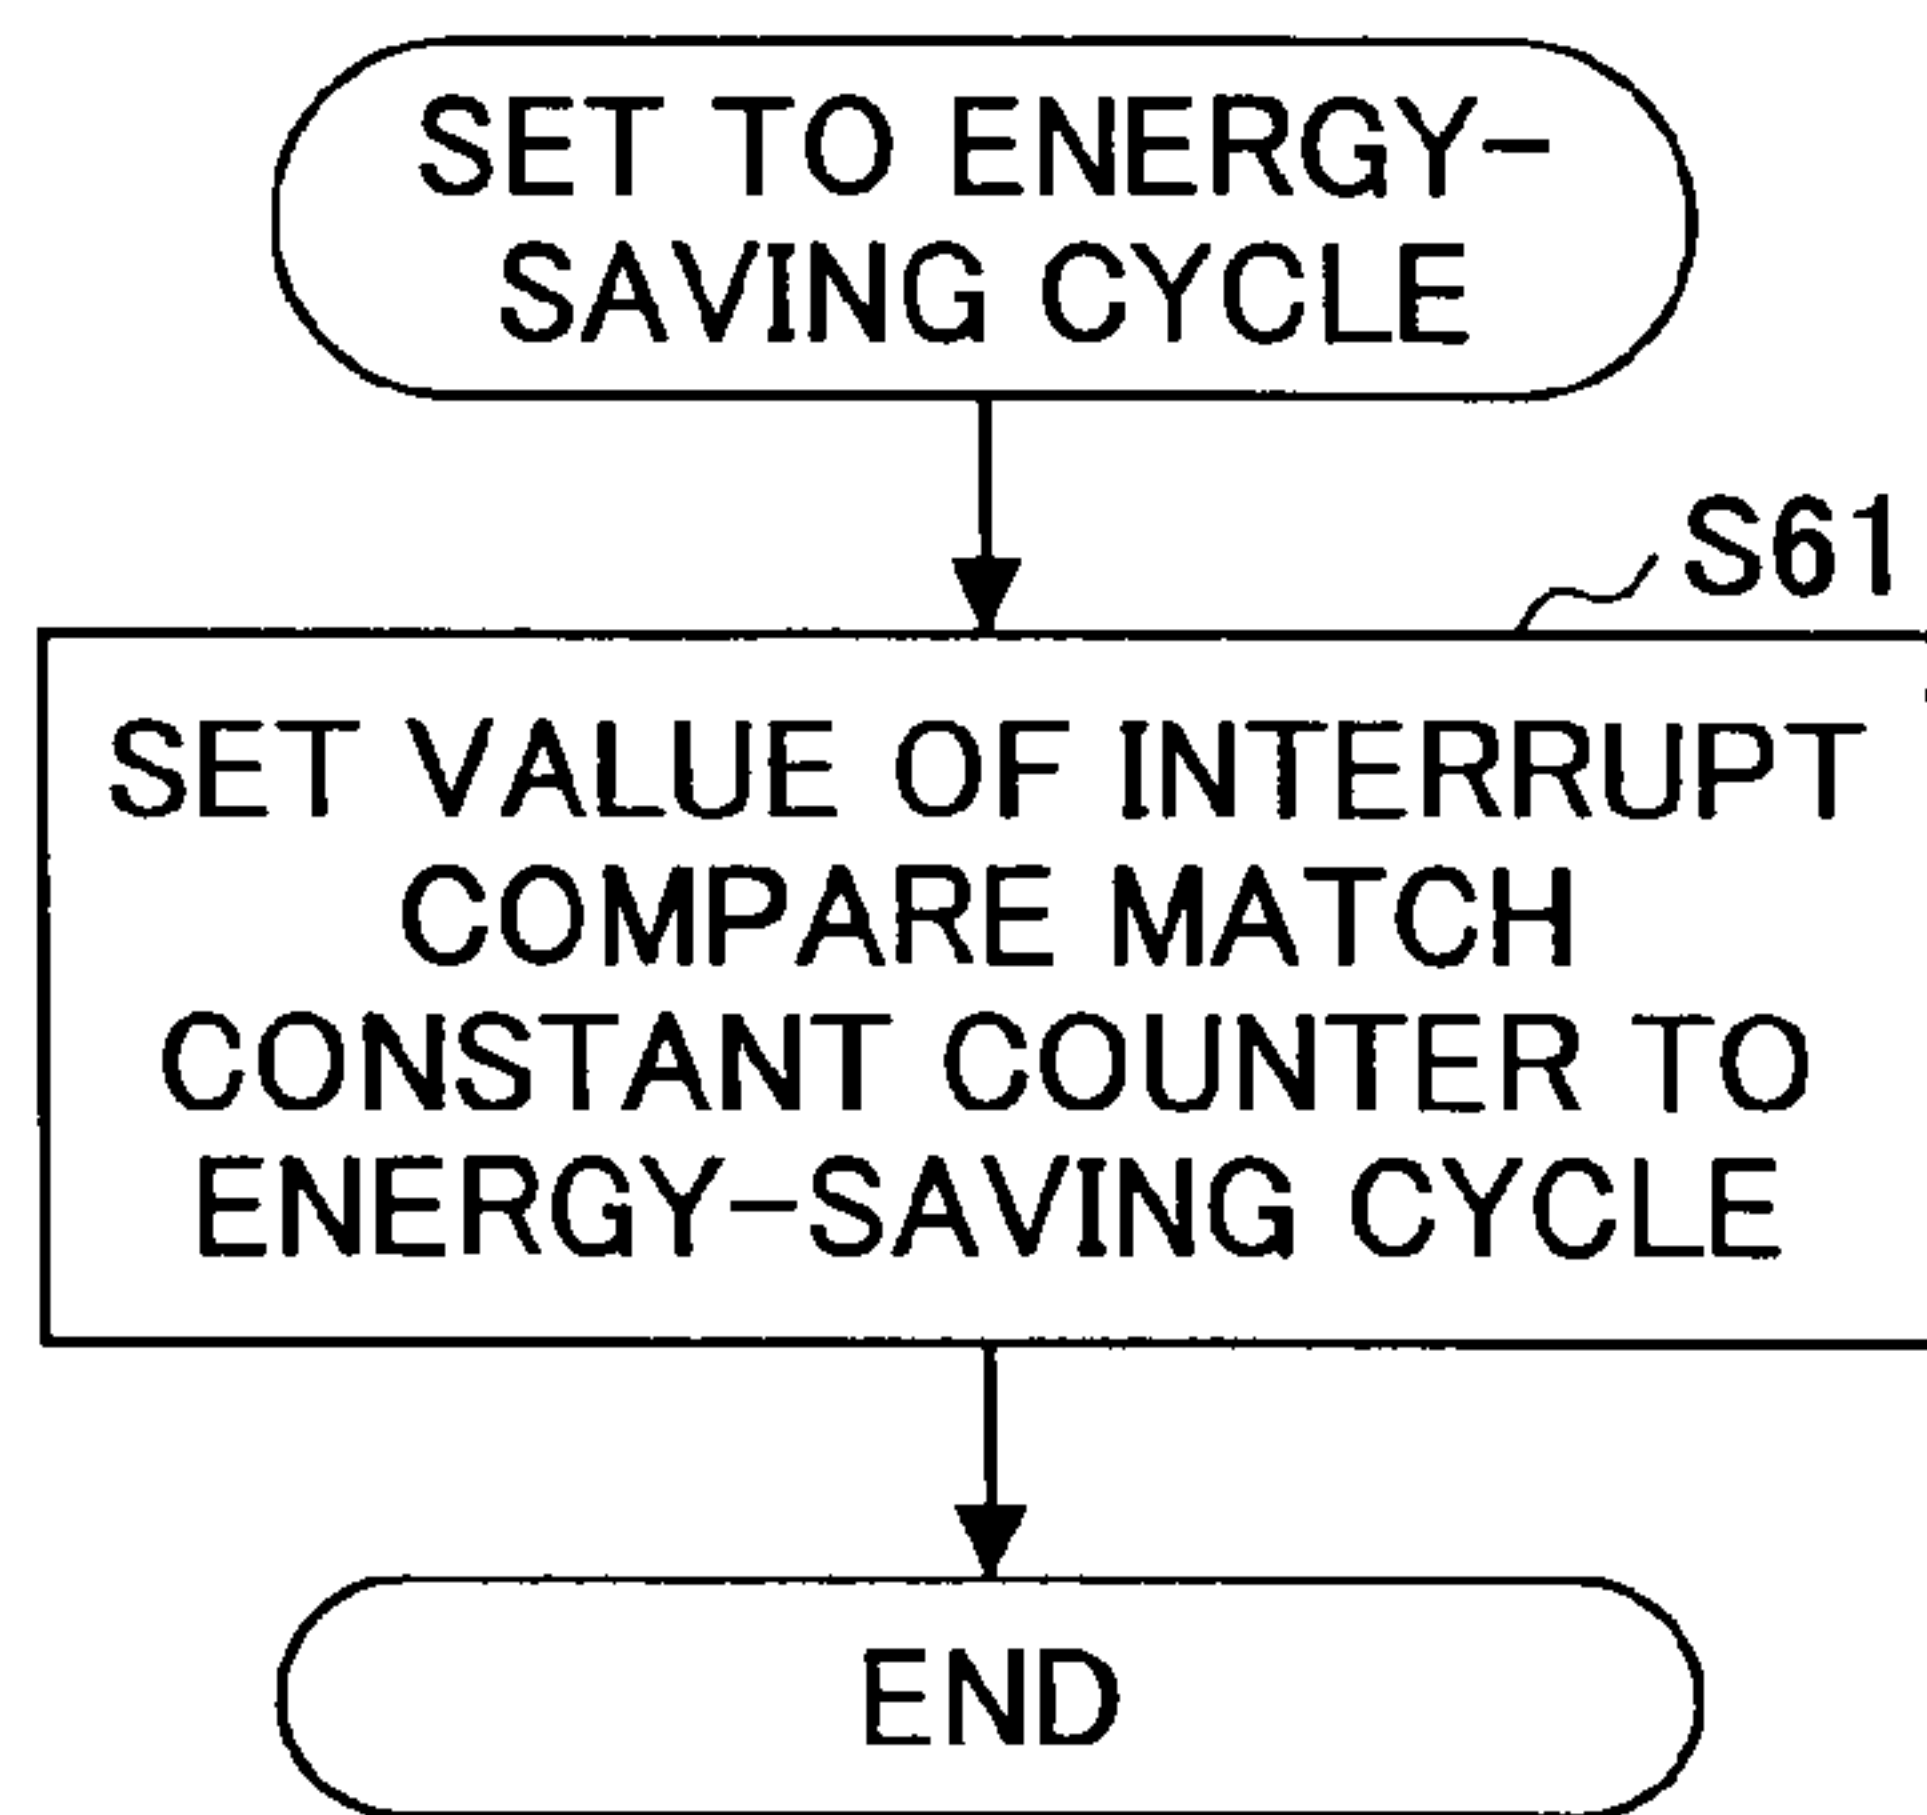 SET TO ENERGY-
SAVING CYCLE
S61
SET VALUE OF INTERRUPT
COMPARE MATCH
CONSTANT COUNTER TO
ENERGY-SAVING CYCLE
END